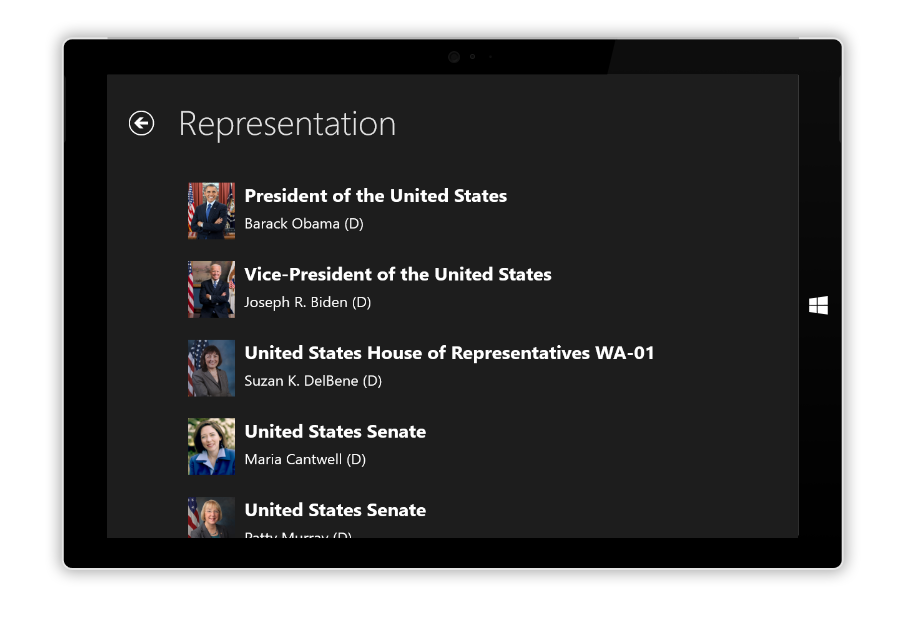 Representation
President of the United States
Barack Obama (D)
Vice-President of the United States
Joseph R. Biden (D)
United States House of Representatives WA-01
Suzan K. DelBene (D)
United States Senate
Maria Cantwell (D)
United States Senate
Patty Murray (D)